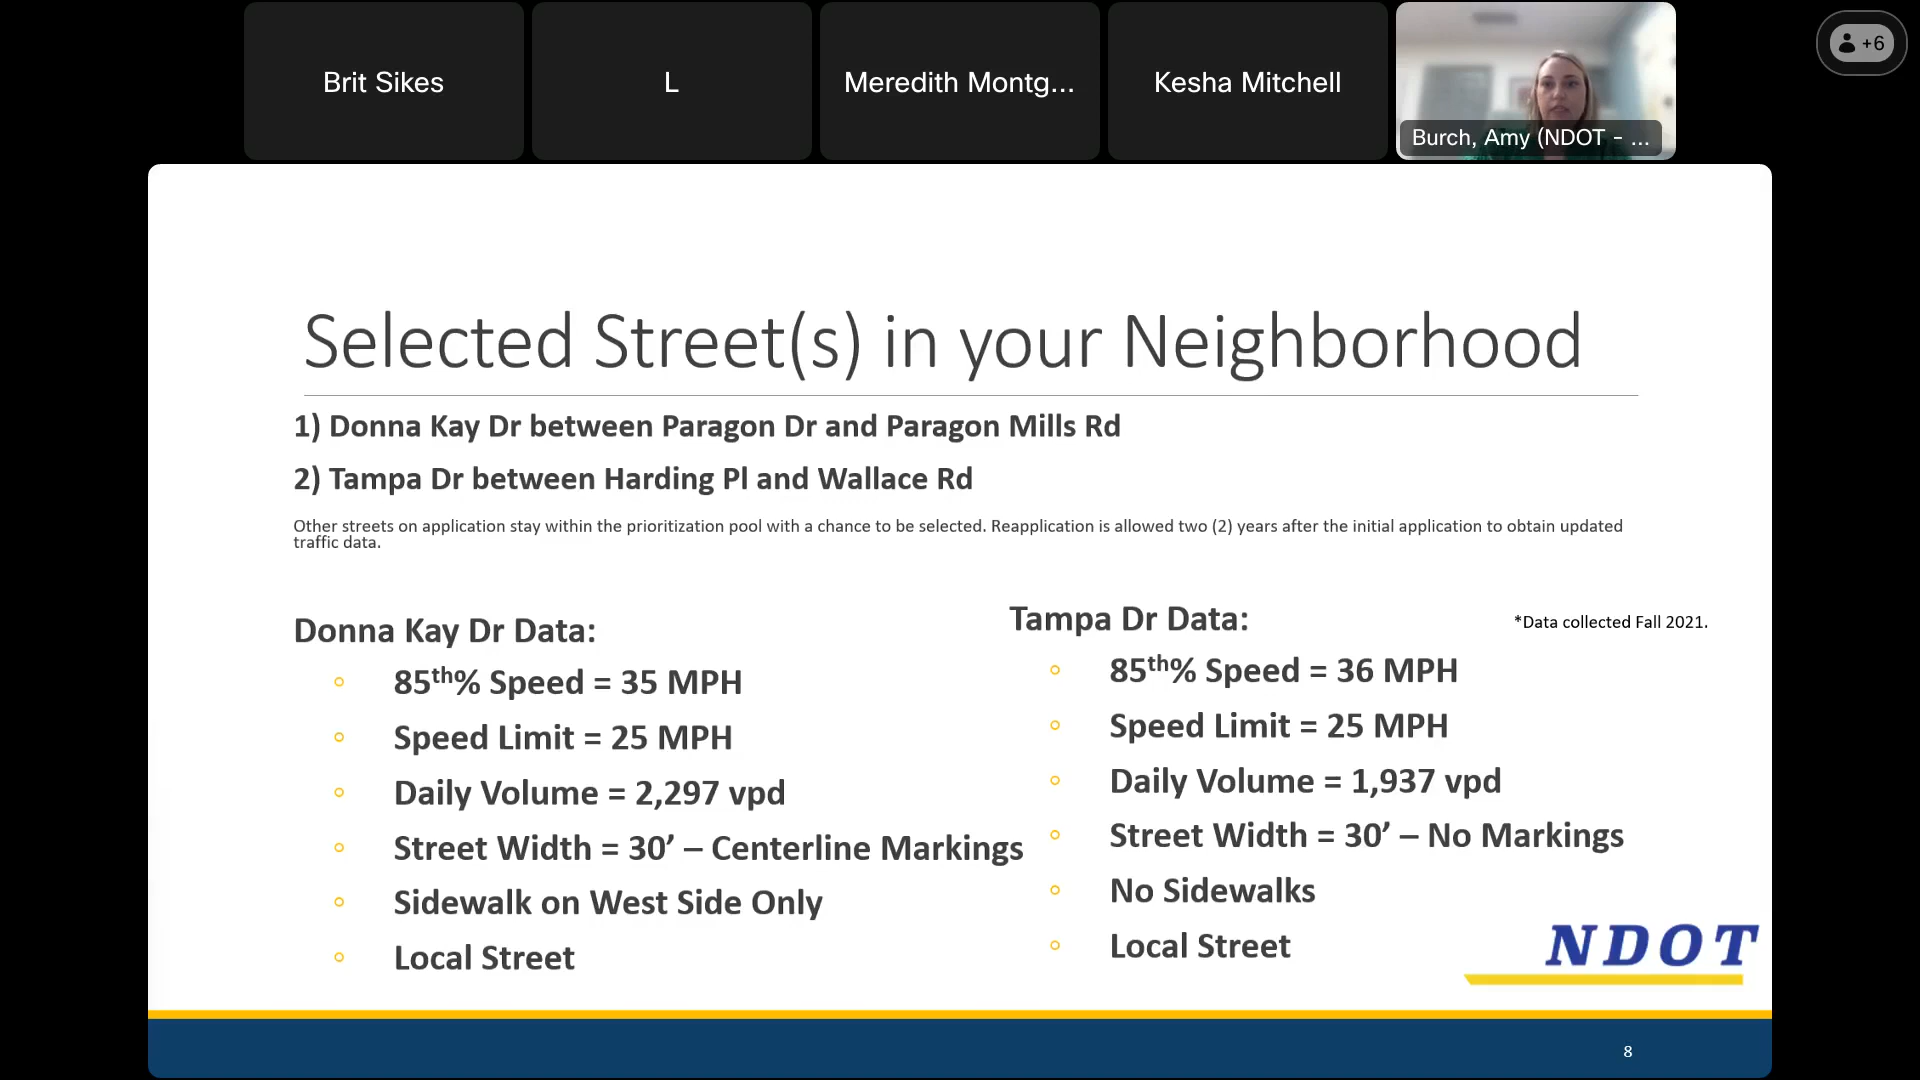 Brit Sikes
L
Meredith Montg...
Kesha Mitchell
Burch, Amy (NDOT - ...
+6
Selected Street(s) in your Neighborhood
1) Donna Kay Dr between Paragon Dr and Paragon Mills Rd
2) Tampa Dr between Harding Pl and Wallace Rd
Other streets on application stay within the prioritization pool with a chance to be selected. Reapplication is allowed two (2) years after the initial application to obtain updated
traffic data.
Donna Kay Dr Data:
85th% Speed = 35 MPH
Speed Limit = 25 MPH
Daily Volume = 2,297 vpd
Street Width = 30’ – Centerline Markings
Sidewalk on West Side Only
Local Street
Tampa Dr Data:
*Data collected Fall 2021.
85th% Speed = 36 MPH
Speed Limit = 25 MPH
Daily Volume = 1,937 vpd
Street Width = 30’ – No Markings
No Sidewalks
Local Street
NDOT
8